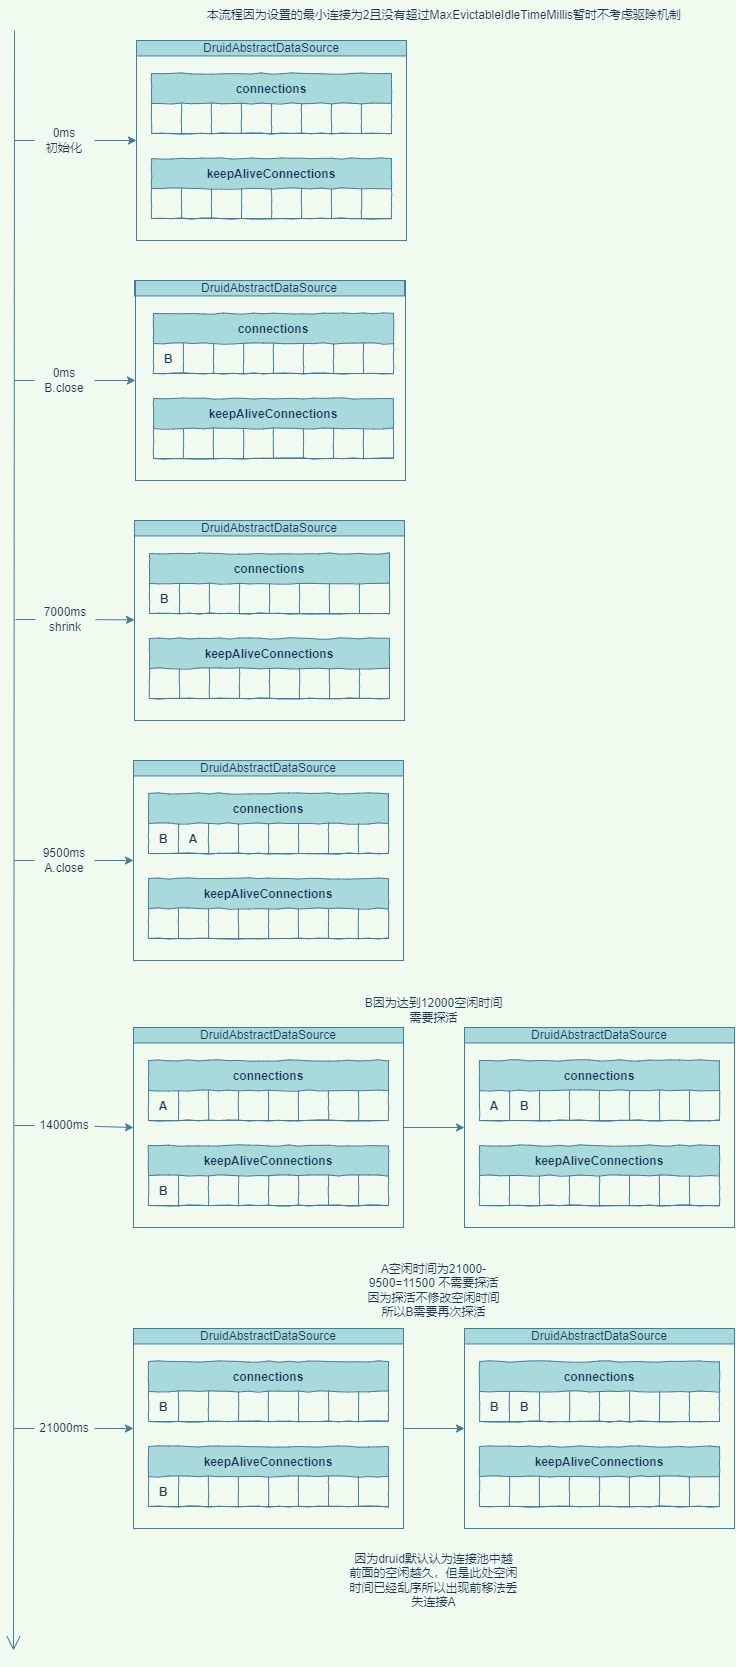 本流程因为设置的最小连接为2且没有超过MaxEvictableIdleTimeMillis暂时不考虑驱除机制
DruidAbstractDataSource
connections
0ms
初始化
keepAliveConnections
DruidAbstractDataSource
connections
B
0ms
B.close
keepAliveConnections
DruidAbstractDataSource
connections
B
7000ms
shrink
keepAliveConnections
DruidAbstractDataSource
connections
B A
9500ms
A.close
keepAliveConnections
B因为达到12000空闲时间
需要探活
DruidAbstractDataSource
connections
A
14000ms
keepAliveConnections
B
DruidAbstractDataSource
connections
A B
keepAliveConnections
A空闲时间为21000-
9500=11500 不需要探活
因为探活不修改空闲时间
所以B需要再次探活
DruidAbstractDataSource
connections
B
21000ms
keepAliveConnections
B
DruidAbstractDataSource
connections
B B
keepAliveConnections
因为druid默认认为连接池中越
前面的空闲越久，但是此处空闲
时间已经乱序所以出现前移法丢
失连接A